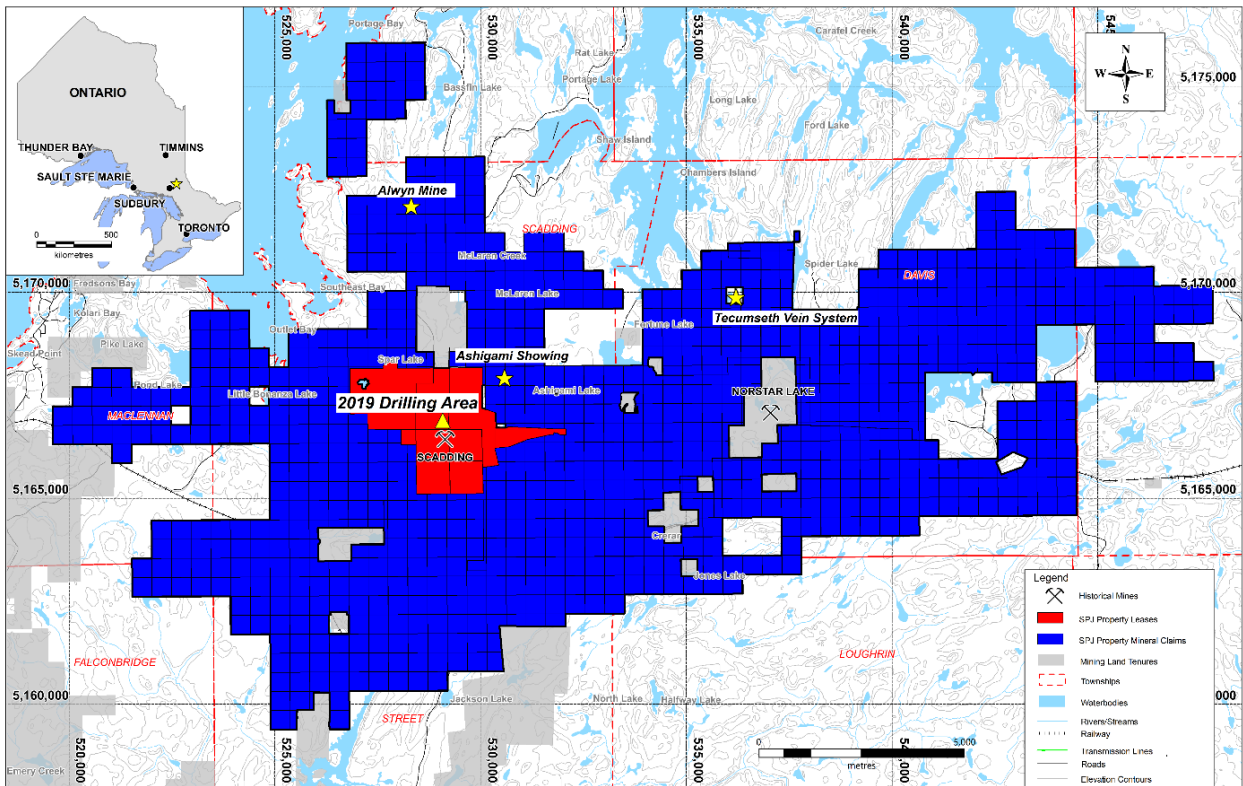 525,000
530,000
535,000
540,000
45
Portage Bay
Carafel Creek
N
W E
S
5,175,000
Rat Lake
Portage Lake
Bassfin Lake
Long Lake
Ford Lake
Shaw Island
Chambers Island
ONTARIO
THUNDER BAY
TIMMINS
SAULT STE MARIE
SUDBURY
TORONTO
0 500
kilometres
Alwyn Mine
SCADDING
McLaren Creek
Spider Lake
DAVIS
5,170,000
Fredsons Bay
Southeast Bay
McLaren Lake
5,170,000
Kolari Bay
Outlet Bay
Fortune Lake
Tecumseth Vein System
Skead Point
Pike Lake
Spar Lake
Ashigami Showing
Pond Lake
Little Bonanza Lake
Ashigami Lake
NORSTAR LAKE
2019 Drilling Area
MACLENNAN
SCADDING
5,165,000
5,165,000
Crerar
Jones Lake
FALCONBRIDGE
LOUGHRIN
5,160,000
Jackson Lake
North Lake
Halfway Lake
STREET
000
520,000
525,000
530,000
535,000
Emery Creek
0 5,000
metres
Legend
Historical Mines
SPJ Property Leases
SPJ Property Mineral Claims
Mining Land Tenures
Townships
Waterbodies
Rivers/Streams
Railway
Transmission Lines
Roads
Elevation Contours